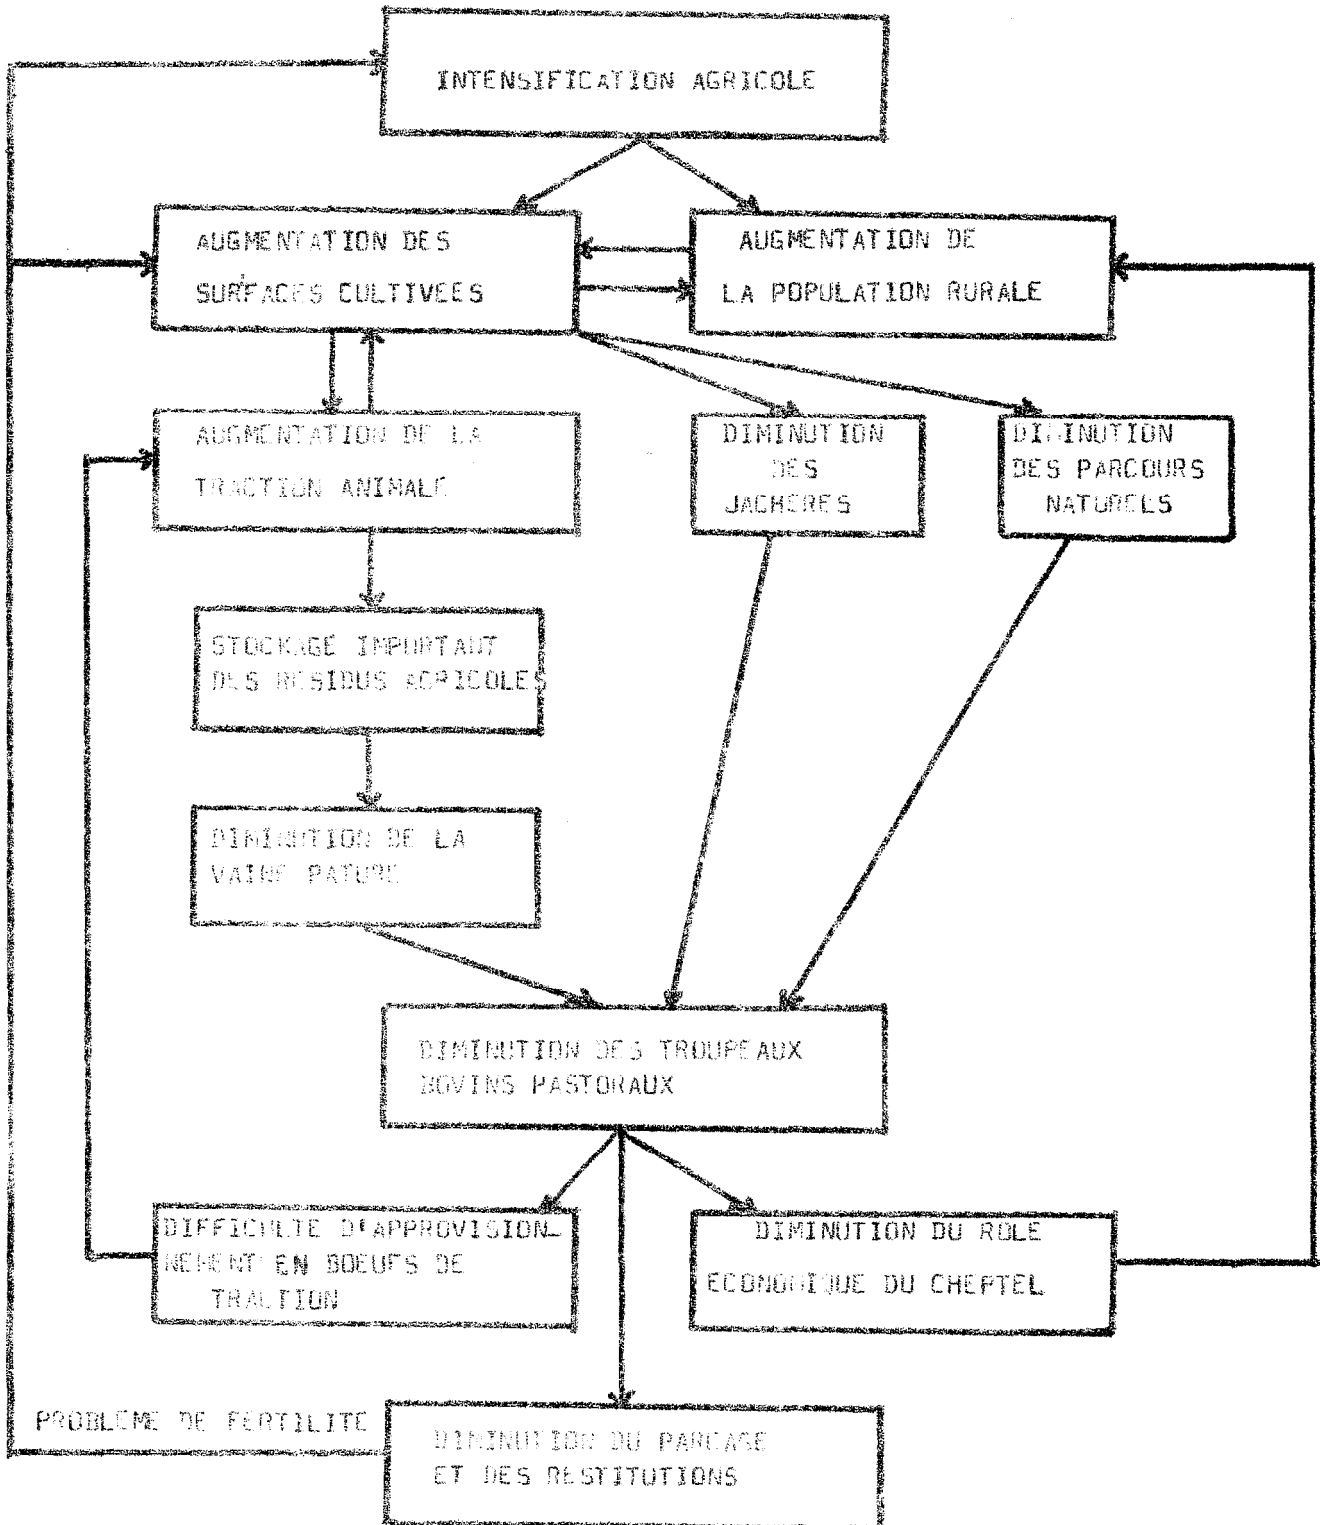 INTENSIFICATION AGRICOLE
AUGMENTATION DES
SURFACES CULTIVEES
AUGMENTATION DE
LA POPULATION RURALE
AUGMENTATION DE LA
TRACTION ANIMALE
DIMINUTION
DES
JACHERES
DIMINUTION
DES PARCOURS
NATURELS
STOCKAGE IMPORTANT
DES RESIDUS AGRICOLES
DIMINUTION DE LA
VAINE PATURE
DIMINUTION DES TROUPEAUX
BOVINS PASTORAUX
DIFFICULTE D'APPROVISION-
NEMENT EN BOEUFS DE
TRACTION
DIMINUTION DU ROLE
ECONOMIQUE DU CHEPTEL
PROBLEME DE FERTILITE
DIMINUTION DU PARCAGE
ET DES RESTITUTIONS